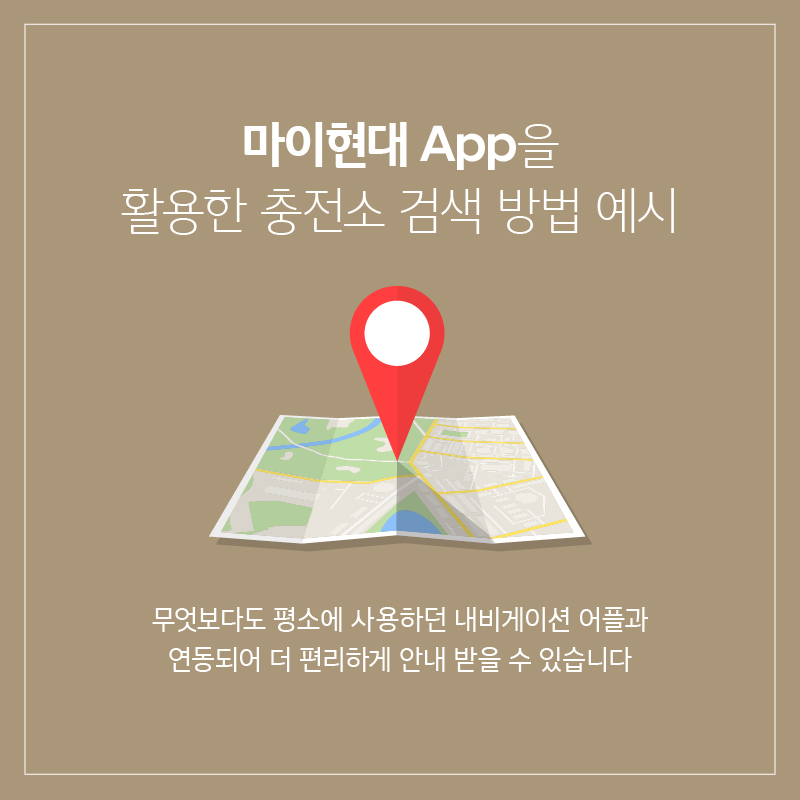 마이현대 App을
활용한 충전소 검색 방법 예시
무엇보다도 평소에 사용하던 내비게이션 어플과
연동되어 더 편리하게 안내 받을 수 있습니다